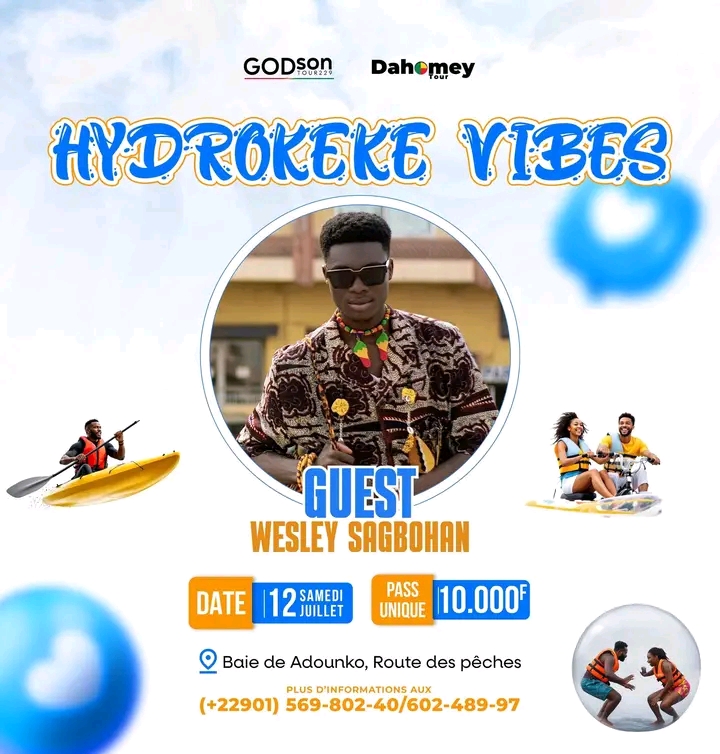 GODson
TOUR229
Dahomey
Tour
HYDROKEKE VIBES
GUEST
WESLEY SAGBOHAN
DATE
12 SAMEDI
JUILLET
PASS
UNIQUE
10.000F
Baie de Adounko, Route des pêches
PLUS D'INFORMATIONS AUX
(+22901) 569-802-40/602-489-97